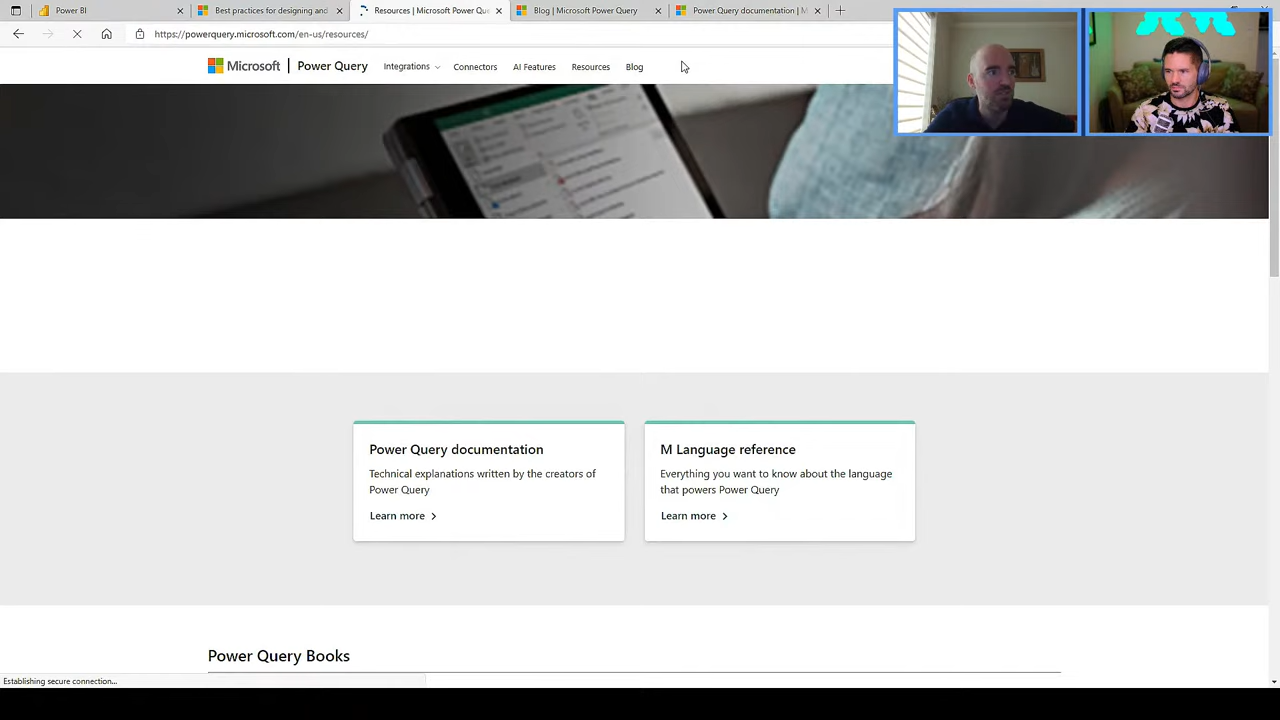 Power BI
Best practices for designing and
Resources | Microsoft Power Que
Blog | Microsoft Power Query
Power Query documentation | M
https://powerquery.microsoft.com/en-us/resources/
Microsoft
Power Query
Integrations
Connectors
AI Features
Resources
Blog
Power Query documentation
Technical explanations written by the creators of
Power Query
Learn more
M Language reference
Everything you want to know about the language
that powers Power Query
Learn more
Power Query Books
Establishing secure connection...